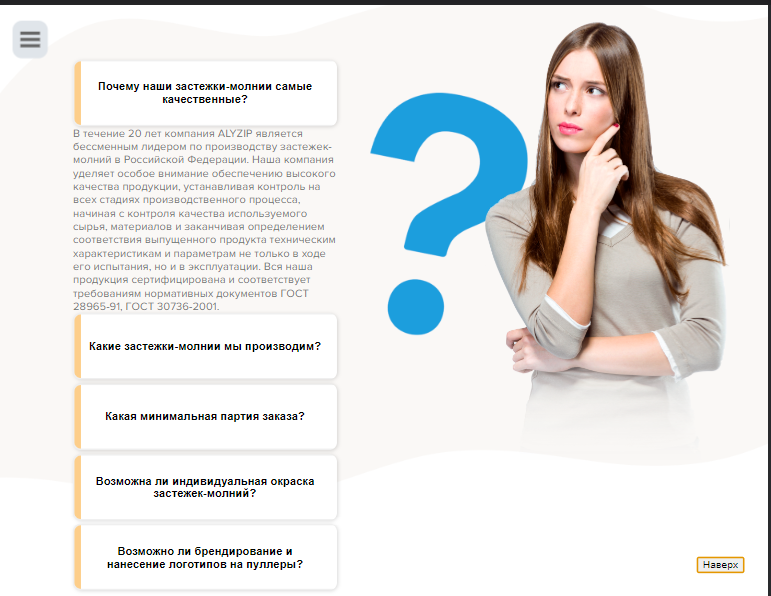 Почему наши застежки-молнии самые
качественные?
В течение 20 лет компания ALYZIP является
бессменным лидером по производству застежек-
молний в Российской Федерации. Наша компания
уделяет особое внимание обеспечению высокого
качества продукции, устанавливая контроль на
всех стадиях производственного процесса,
начиная с контроля качества используемого
сырья, материалов и заканчивая определением
соответствия выпущенного продукта техническим
характеристикам и параметрам не только в ходе
его испытания, но и в эксплуатации. Вся наша
продукция сертифицирована и соответствует
требованиям нормативных документов ГОСТ
28965-91, ГОСТ 30736-2001.
Какие застежки-молнии мы производим?
Какая минимальная партия заказа?
Возможна ли индивидуальная окраска
застежек-молний?
Возможно ли брендирование и
нанесение логотипов на пуллеры?
?
Наверх